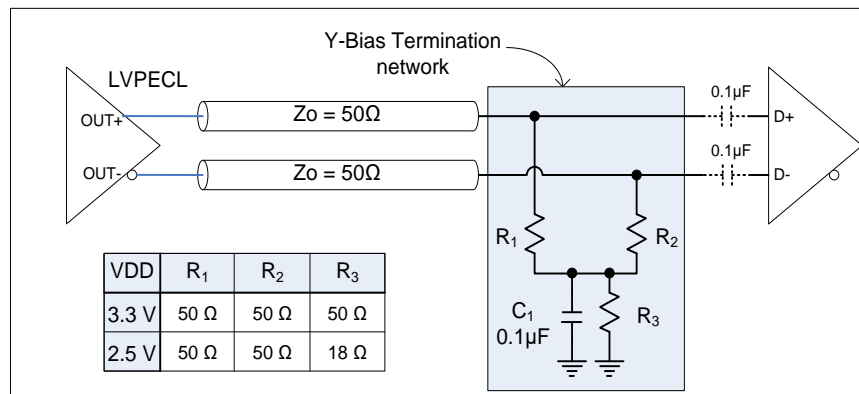 Y-Bias Termination
network
LVPECL
OUT+
OUT-
Zo = 50Ω
Zo = 50Ω
0.1µF
0.1µF
D+
D-
R1
R2
C1
0.1µF
R3
VDD R1 R2 R3
3.3 V 50 Ω 50 Ω 50 Ω
2.5 V 50 Ω 50 Ω 18 Ω